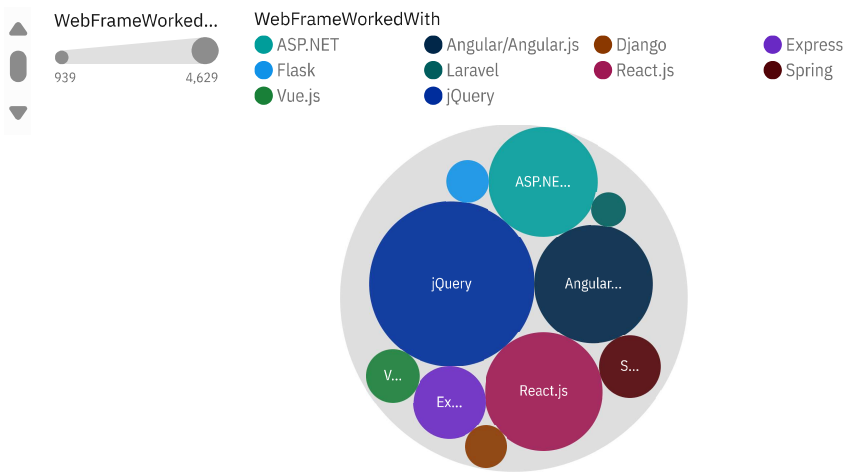 WebFrameWorked...
939
4,629
WebFrameWorkedWith
ASP.NET Angular/Angular.js Django Express
Flask Laravel React.js Spring
Vue.js jQuery
ASP.NE...
jQuery
Angular...
S...
V...
React.js
Ex...